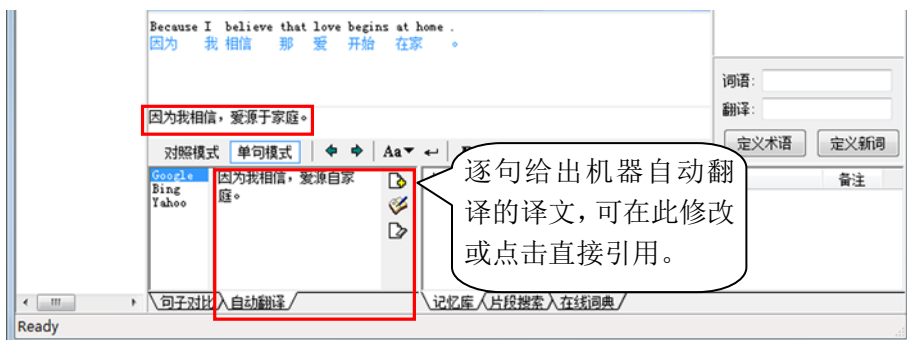 Because I believe that love begins at home .
因为 我 相信 那 爱 开始 在家 。
词语:
因为我相信，爱源于家庭。
翻译:
对照模式 单句模式 Aa
定义术语 定义新词
Google
Bing
Yahoo
因为我相信，爱源自家
庭。
备注
逐句给出机器自动翻
译的译文，可在此修改
或点击直接引用。
句子对比 自动翻译
记忆库 片段搜索 在线词典
Ready